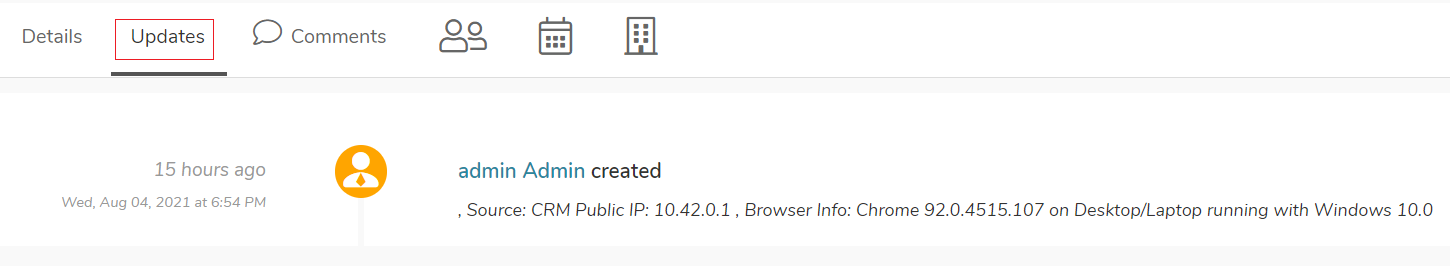 Details Updates Comments
15 hours ago
Wed, Aug 04, 2021 at 6:54 PM
admin Admin created
, Source: CRM Public IP: 10.42.0.1 , Browser Info: Chrome 92.0.4515.107 on Desktop/Laptop running with Windows 10.0